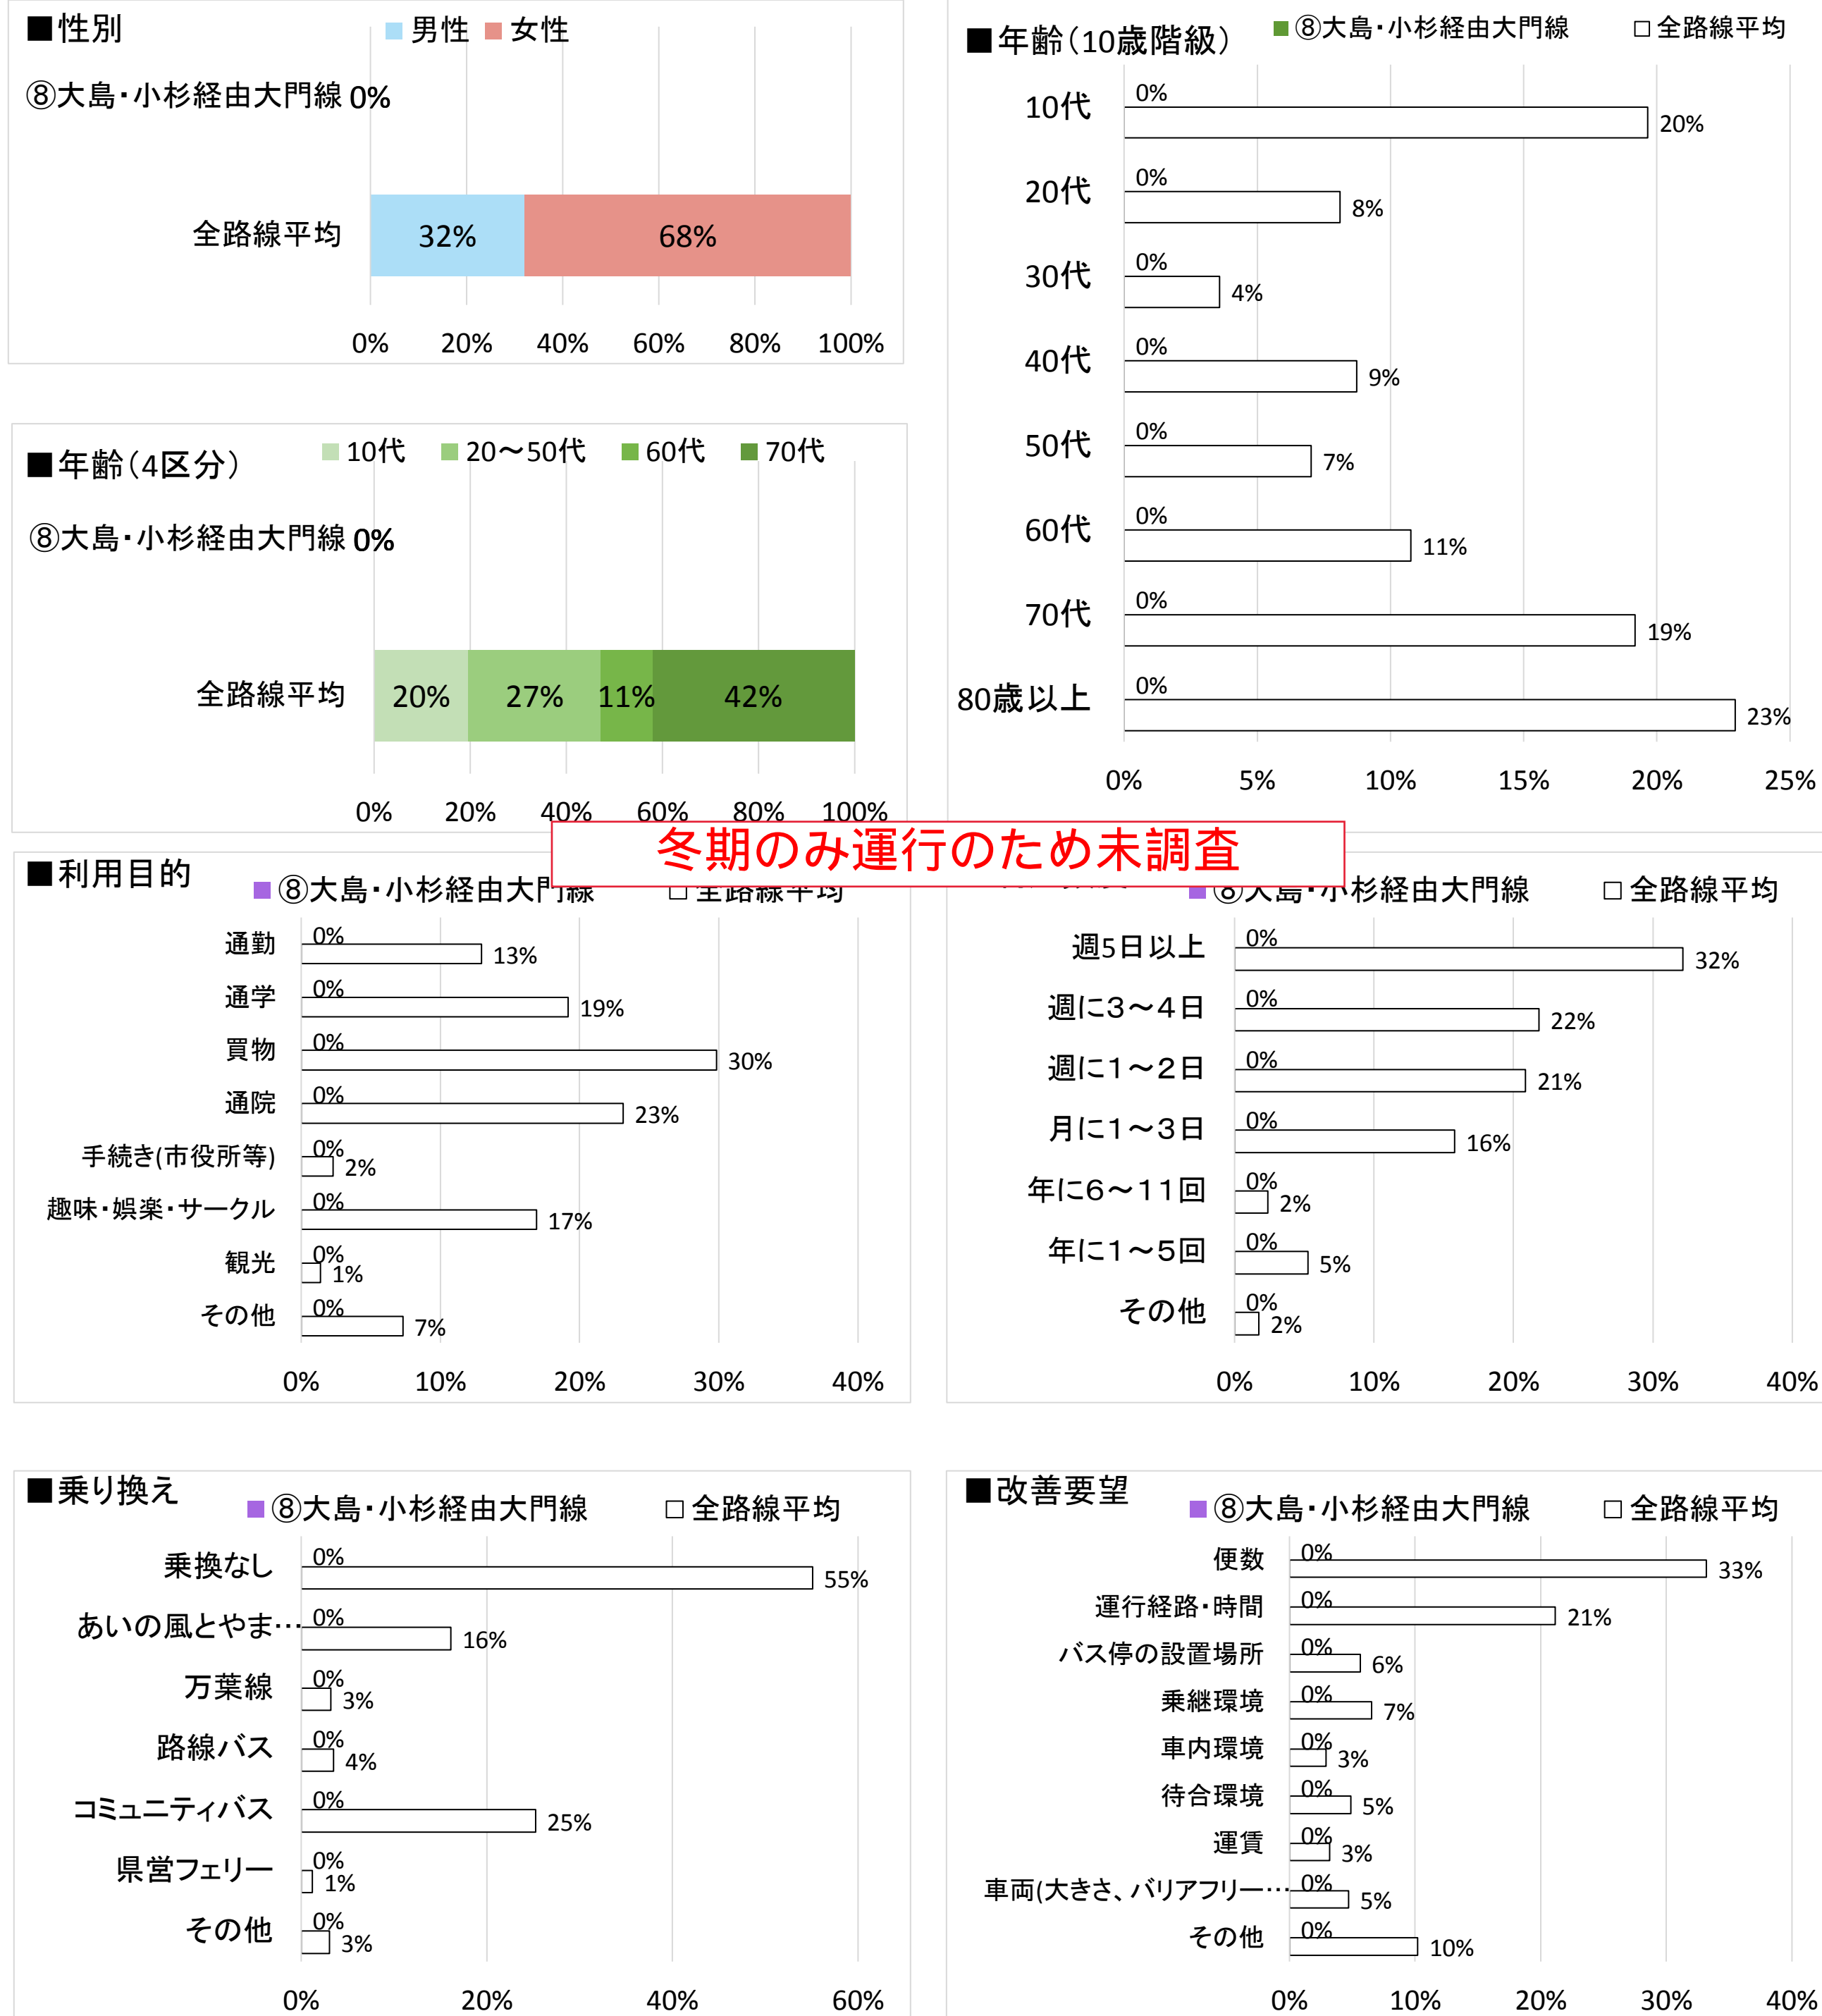 ■性別
男性 女性
⑧大島・小杉経由大門線 0%
全路線平均 32% 68%
0% 20% 40% 60% 80% 100%
■年齢(4区分)
10代 20～50代 60代 70代
⑧大島・小杉経由大門線 0%
全路線平均 20% 27% 11% 42%
0% 20% 40% 60% 80% 100%
■年齢(10歳階級)
⑧大島・小杉経由大門線 全路線平均
10代 0% 20%
20代 0% 8%
30代 0% 4%
40代 0% 9%
50代 0% 7%
60代 0% 11%
70代 0% 19%
80歳以上 0% 23%
0% 5% 10% 15% 20% 25%
冬期のみ運行のため未調査
■利用目的
⑧大島・小杉経由大門線 全路線平均
通勤 0% 13%
通学 0% 19%
買物 0% 30%
通院 0% 23%
手続き(市役所等) 0% 2%
趣味・娯楽・サークル 0% 17%
観光 0% 1%
その他 0% 7%
0% 10% 20% 30% 40%
⑧大島・小杉経由大門線 全路線平均
週5日以上 0% 32%
週に３～４日 0% 22%
週に１～２日 0% 21%
月に１～３日 0% 16%
年に６～１１回 0% 2%
年に１～５回 0% 5%
その他 0% 2%
0% 10% 20% 30% 40%
■乗り換え
⑧大島・小杉経由大門線 全路線平均
乗換なし 0% 55%
あいの風とやま… 0% 16%
万葉線 0% 3%
路線バス 0% 4%
コミュニティバス 0% 25%
県営フェリー 0% 1%
その他 0% 3%
0% 20% 40% 60%
■改善要望
⑧大島・小杉経由大門線 全路線平均
便数 0% 33%
運行経路・時間 0% 21%
バス停の設置場所 0% 6%
乗継環境 0% 7%
車内環境 0% 3%
待合環境 0% 5%
運賃 0% 3%
車両(大きさ、バリアフリー… 0% 5%
その他 0% 10%
0% 10% 20% 30% 40%